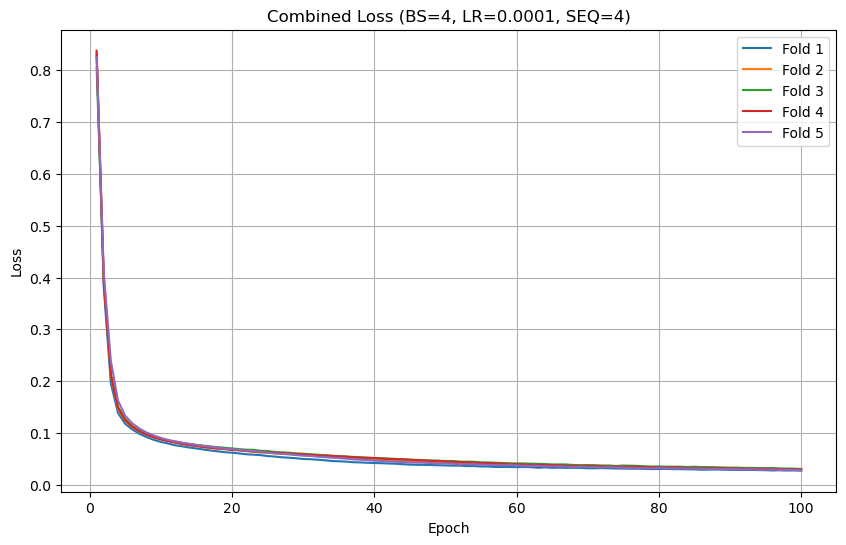 Combined Loss (BS=4, LR=0.0001, SEQ=4)
Fold 1
Fold 2
Fold 3
Fold 4
Fold 5
Loss
0.8
0.7
0.6
0.5
0.4
0.3
0.2
0.1
0.0
0 20 40 60 80 100
Epoch